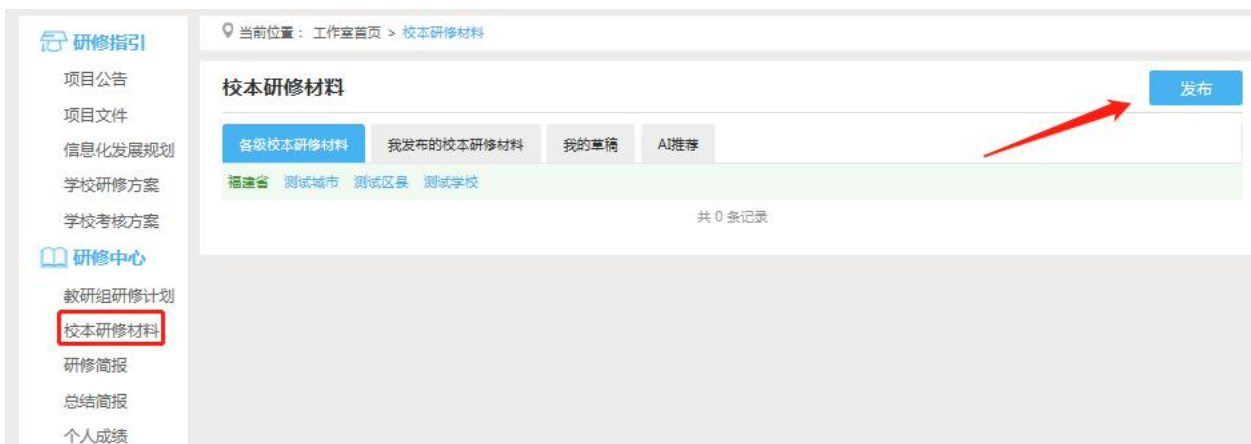 研修指引
项目公告
项目文件
信息化发展规划
学校研修方案
学校考核方案
研修中心
教研组研修计划
校本研修材料
研修简报
总结简报
个人成绩
当前位置： 工作室首页 > 校本研修材料
校本研修材料
发布
各级校本研修材料 我发布的校本研修材料 我的草稿 AI推荐
福建省 测试城市 测试区县 测试学校
共 0 条记录